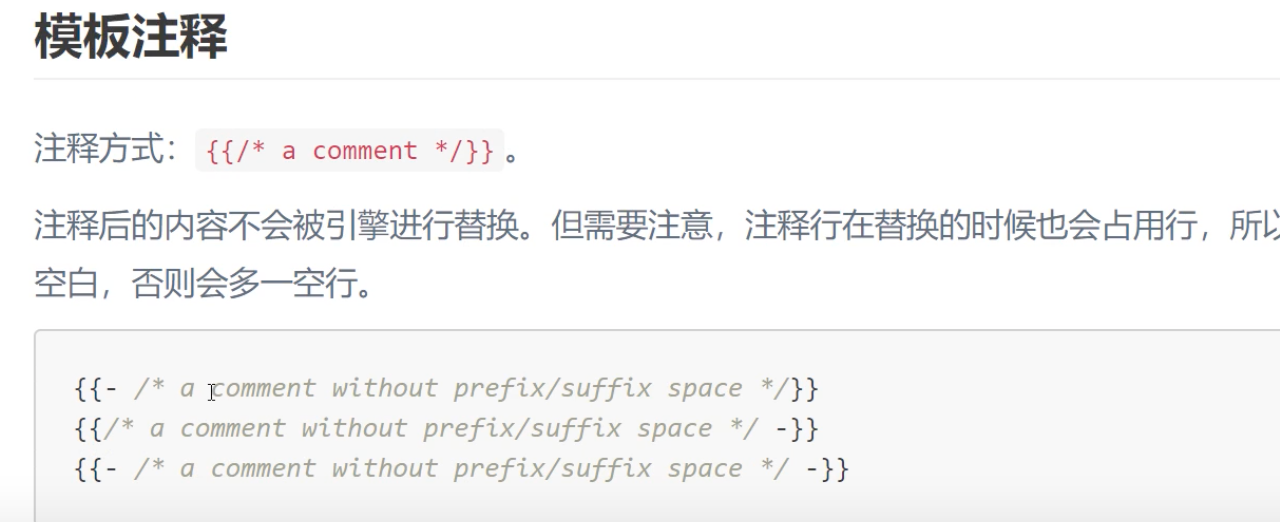 模板注释
注释方式：{{/* a comment */}}。
注释后的内容不会被引擎进行替换。但需要注意，注释行在替换的时候也会占用行，所以
空白，否则会多一空行。
{{- /* a comment without prefix/suffix space */}}
{{/* a comment without prefix/suffix space */ -}}
{{- /* a comment without prefix/suffix space */ -}}